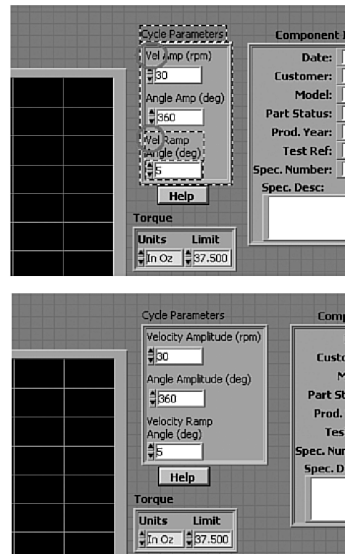 Cycle Parameters
Vel Amp (rpm)
30
Angle Amp (deg)
360
Vel Ramp
Angle (deg)
5
Help
Torque
Units Limit
In Oz 37.500
Component
Date:
Customer:
Model:
Part Status:
Prod. Year:
Test Ref:
Spec. Number:
Spec. Desc:
Cycle Parameters
Velocity Amplitude (rpm)
30
Angle Amplitude (deg)
360
Velocity Ramp
Angle (deg)
5
Help
Torque
Units Limit
In Oz 37.500
Comp
Custo
M
Part St
Prod.
Tes
Spec. Nur
Spec. D